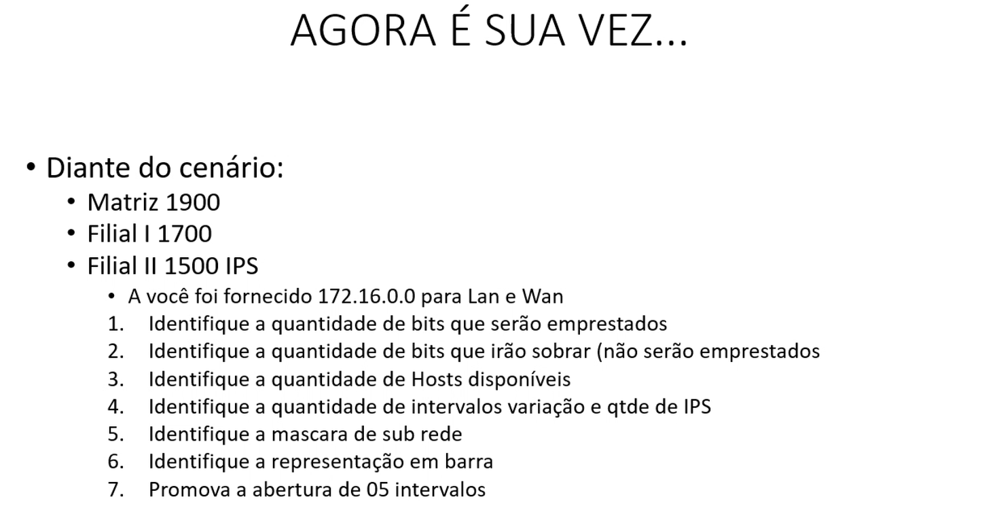 AGORA É SUA VEZ...
• Diante do cenário:
• Matriz 1900
• Filial I 1700
• Filial II 1500 IPS
• A você foi fornecido 172.16.0.0 para Lan e Wan
1. Identifique a quantidade de bits que serão emprestados
2. Identifique a quantidade de bits que irão sobrar (não serão emprestados
3. Identifique a quantidade de Hosts disponíveis
4. Identifique a quantidade de intervalos variação e qtde de IPS
5. Identifique a mascara de sub rede
6. Identifique a representação em barra
7. Promova a abertura de 05 intervalos